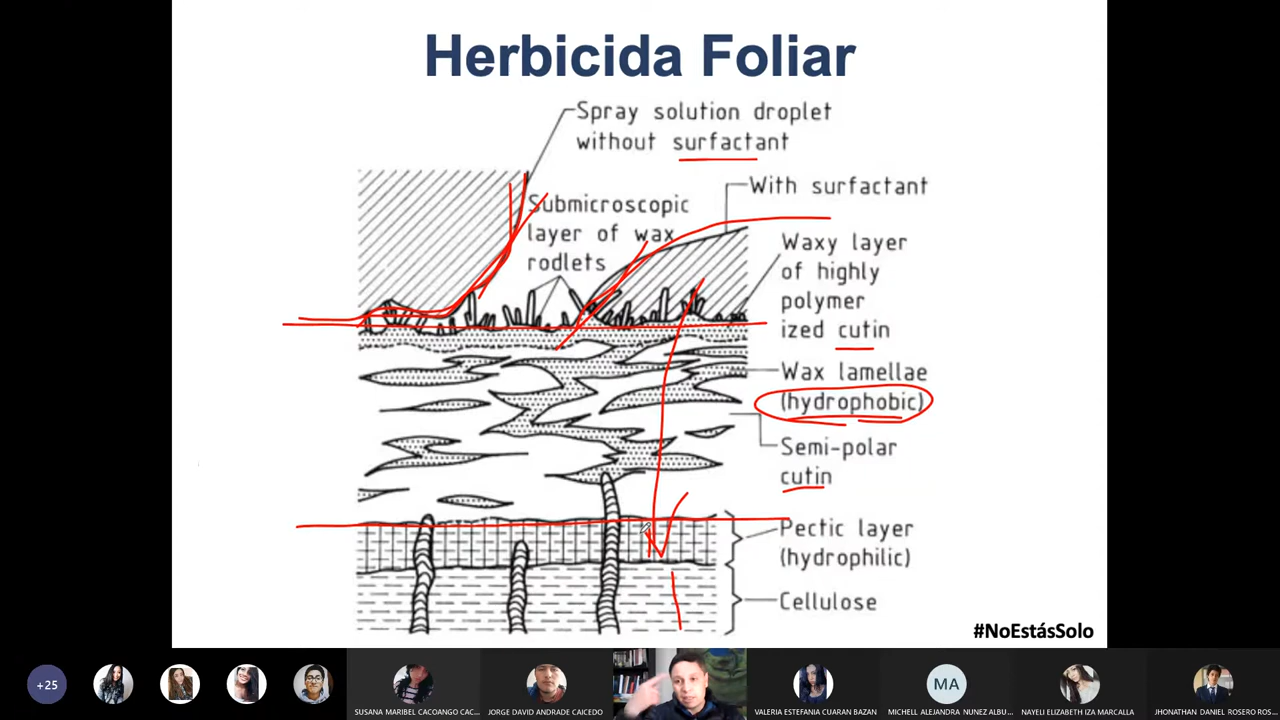 Herbicida Foliar
Spray solution droplet
without surfactant
With surfactant
Submicroscopic
layer of wax
rodlets
Waxy layer
of highly
polymer
ized cutin
Wax lamellae
(hydrophobic)
Semi-polar
cutin
Pectic layer
(hydrophilic)
Cellulose
#NoEstásSolo
+25
SUSANA MARIBEL CACOANGO CAC...
JORGE DAVID ANDRADE CAICEDO
VALERIA ESTEFANIA CUARAN BAZAN
MA
MICHELL ALEJANDRA NUNEZ ALBU...
NAYELI ELIZABETH IZA MARCALLA
JHONATHAN DANIEL ROSERO ROS...